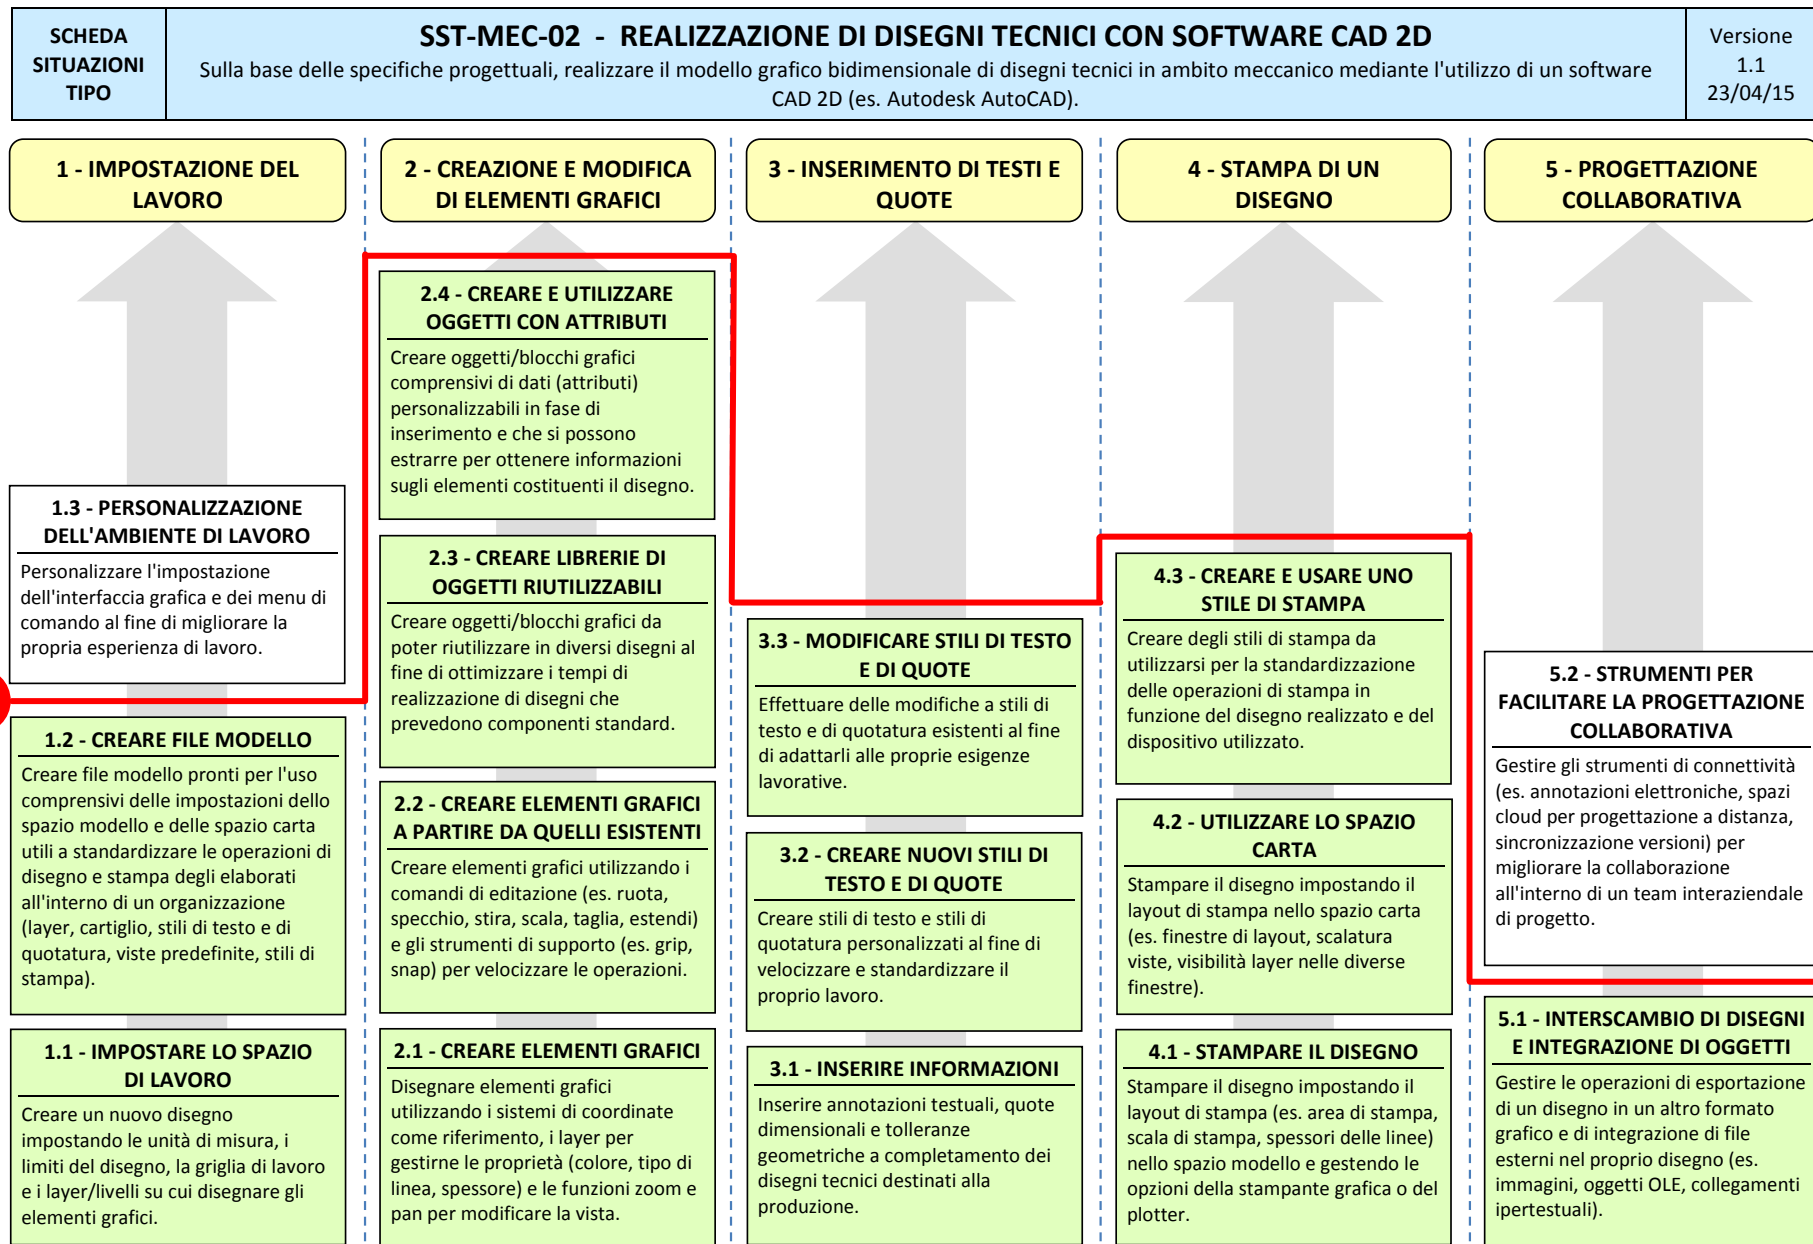 SCHEDA
SITUAZIONI
TIPO
SST-MEC-02 - REALIZZAZIONE DI DISEGNI TECNICI CON SOFTWARE CAD 2D
Sulla base delle specifiche progettuali, realizzare il modello grafico bidimensionale di disegni tecnici in ambito meccanico mediante l'utilizzo di un software
CAD 2D (es. Autodesk AutoCAD).
Versione
1.1
23/04/15
1 - IMPOSTAZIONE DEL
LAVORO
1.3 - PERSONALIZZAZIONE
DELL'AMBIENTE DI LAVORO
Personalizzare l'impostazione
dell'interfaccia grafica e dei menu di
comando al fine di migliorare la
propria esperienza di lavoro.
1.2 - CREARE FILE MODELLO
Creare file modello pronti per l'uso
comprensivi delle impostazioni dello
spazio modello e delle spazio carta
utili a standardizzare le operazioni di
disegno e stampa degli elaborati
all'interno di un organizzazione
(layer, cartiglio, stili di testo e di
quotatura, viste predefinite, stili di
stampa).
1.1 - IMPOSTARE LO SPAZIO
DI LAVORO
Creare un nuovo disegno
impostando le unità di misura, i
limiti del disegno, la griglia di lavoro
e i layer/livelli su cui disegnare gli
elementi grafici.
2 - CREAZIONE E MODIFICA
DI ELEMENTI GRAFICI
2.4 - CREARE E UTILIZZARE
OGGETTI CON ATTRIBUTI
Creare oggetti/blocchi grafici
comprensivi di dati (attributi)
personalizzabili in fase di
inserimento e che si possono
estrarre per ottenere informazioni
sugli elementi costituenti il disegno.
2.3 - CREARE LIBRERIE DI
OGGETTI RIUTILIZZABILI
Creare oggetti/blocchi grafici da
poter riutilizzare in diversi disegni al
fine di ottimizzare i tempi di
realizzazione di disegni che
prevedono componenti standard.
2.2 - CREARE ELEMENTI GRAFICI
A PARTIRE DA QUELLI ESISTENTI
Creare elementi grafici utilizzando i
comandi di editazione (es. ruota,
specchio, stira, scala, taglia, estendi)
e gli strumenti di supporto (es. grip,
snap) per velocizzare le operazioni.
2.1 - CREARE ELEMENTI GRAFICI
Disegnare elementi grafici
utilizzando i sistemi di coordinate
come riferimento, i layer per
gestirne le proprietà (colore, tipo di
linea, spessore) e le funzioni zoom e
pan per modificare la vista.
3 - INSERIMENTO DI TESTI E
QUOTE
3.3 - MODIFICARE STILI DI TESTO
E DI QUOTE
Effettuare delle modifiche a stili di
testo e di quotatura esistenti al fine
di adattarli alle proprie esigenze
lavorative.
3.2 - CREARE NUOVI STILI DI
TESTO E DI QUOTE
Creare stili di testo e stili di
quotatura personalizzati al fine di
velocizzare e standardizzare il
proprio lavoro.
3.1 - INSERIRE INFORMAZIONI
Inserire annotazioni testuali, quote
dimensionali e tolleranze
geometriche a completamento dei
disegni tecnici destinati alla
produzione.
4 - STAMPA DI UN
DISEGNO
4.3 - CREARE E USARE UNO
STILE DI STAMPA
Creare degli stili di stampa da
utilizzarsi per la standardizzazione
delle operazioni di stampa in
funzione del disegno realizzato e del
dispositivo utilizzato.
4.2 - UTILIZZARE LO SPAZIO
CARTA
Stampare il disegno impostando il
layout di stampa nello spazio carta
(es. finestre di layout, scalatura
viste, visibilità layer nelle diverse
finestre).
4.1 - STAMPARE IL DISEGNO
Stampare il disegno impostando il
layout di stampa (es. area di stampa,
scala di stampa, spessori delle linee)
nello spazio modello e gestendo le
opzioni della stampante grafica o del
plotter.
5 - PROGETTAZIONE
COLLABORATIVA
5.2 - STRUMENTI PER
FACILITARE LA PROGETTAZIONE
COLLABORATIVA
Gestire gli strumenti di connettività
(es. annotazioni elettroniche, spazi
cloud per progettazione a distanza,
sincronizzazione versioni) per
migliorare la collaborazione
all'interno di un team interaziendale
di progetto.
5.1 - INTERSCAMBIO DI DISEGNI
E INTEGRAZIONE DI OGGETTI
Gestire le operazioni di esportazione
di un disegno in un altro formato
grafico e di integrazione di file
esterni nel proprio disegno (es.
immagini, oggetti OLE, collegamenti
ipertestuali).